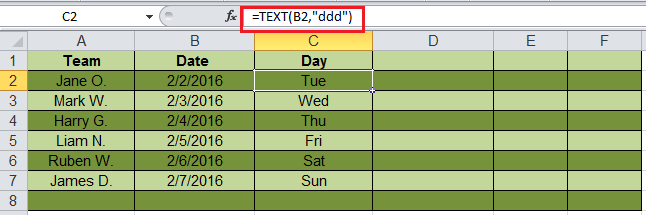 C2 fx =TEXT(B2,"ddd")
A B C D E F
1 Team Date Day
2 Jane O. 2/2/2016 Tue
3 Mark W. 2/3/2016 Wed
4 Harry G. 2/4/2016 Thu
5 Liam N. 2/5/2016 Fri
6 Ruben W. 2/6/2016 Sat
7 James D. 2/7/2016 Sun
8